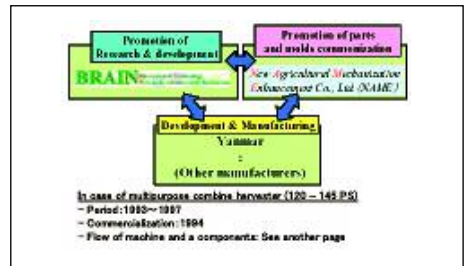 Promotion of
Research & development
BRAIN
Promotion of parts
and molds commonization
New Agricultural Mechanization
Enhancement Co., Ltd. (NAME)
Development & Manufacturing
Yanmar
:
(Other manufacturers)
In case of multipurpose combine harvester (120 – 145 PS)
– Period:1993～1997
– Commercialization:1994
– Flow of machine and a components: See another page